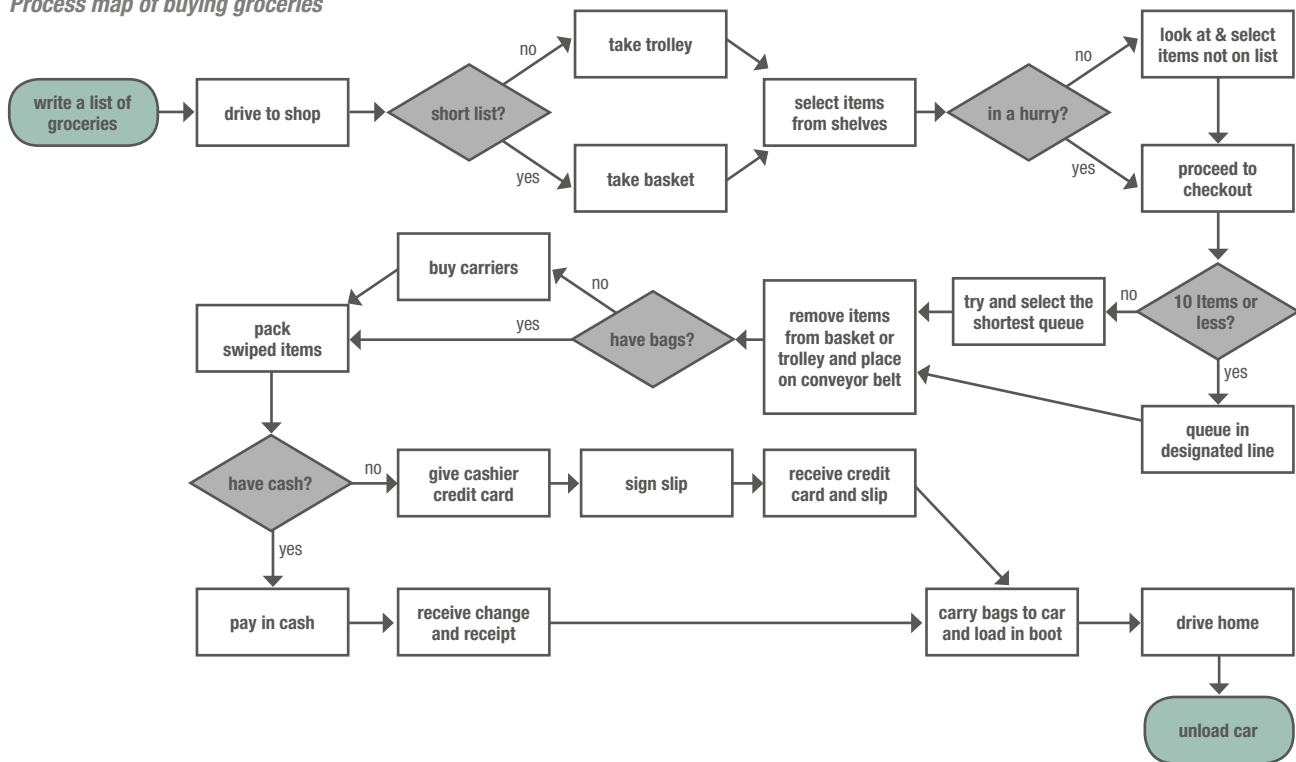 Process map of buying groceries
write a list of
groceries
drive to shop
short list?
no
take trolley
yes
take basket
select items
from shelves
in a hurry?
no
look at & select
items not on list
yes
proceed to
checkout
10 Items or
less?
no
try and select the
shortest queue
yes
queue in
designated line
remove items
from basket or
trolley and place
on conveyor belt
have bags?
no
buy carriers
yes
pack
swiped items
have cash?
no
give cashier
credit card
sign slip
receive credit
card and slip
yes
pay in cash
receive change
and receipt
carry bags to car
and load in boot
drive home
unload car